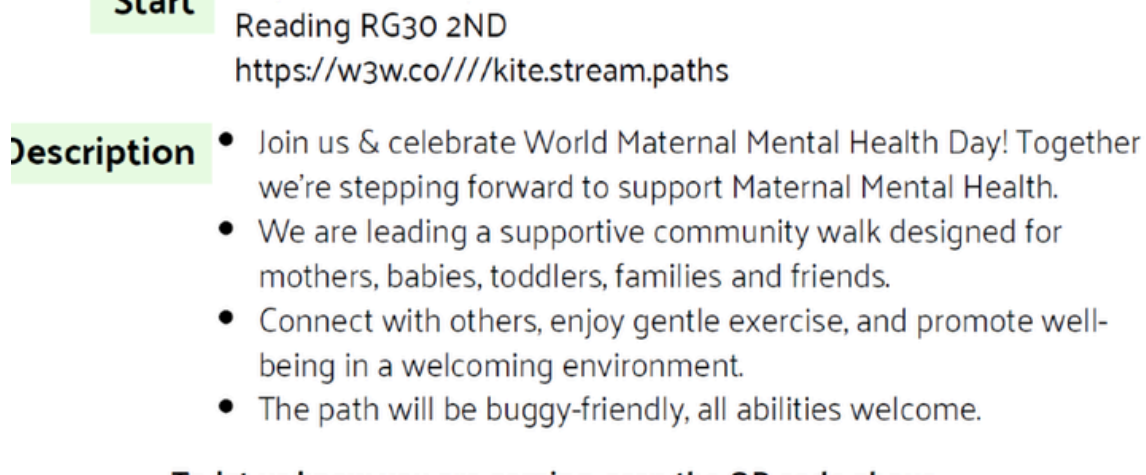 Start
Reading RG30 2ND
https://w3w.co////kite.stream.paths
Description
• Join us & celebrate World Maternal Mental Health Day! Together
we're stepping forward to support Maternal Mental Health.
• We are leading a supportive community walk designed for
mothers, babies, toddlers, families and friends.
• Connect with others, enjoy gentle exercise, and promote well-
being in a welcoming environment.
• The path will be buggy-friendly, all abilities welcome.